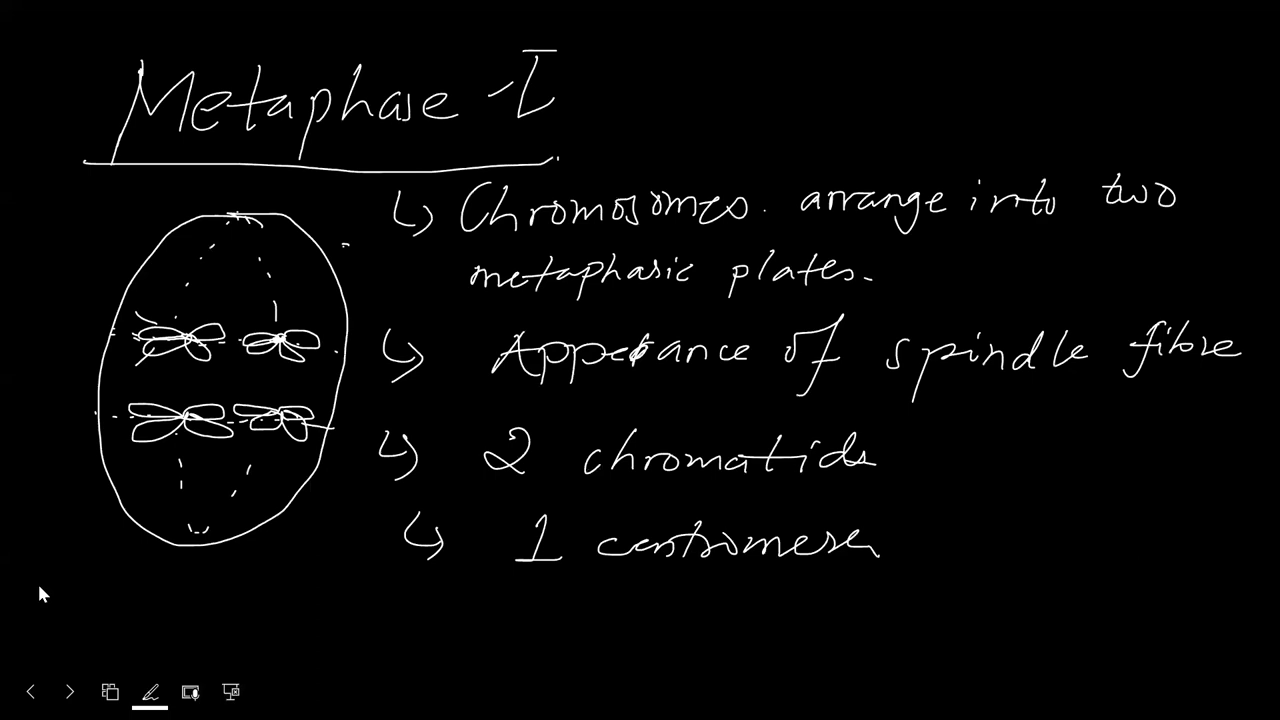 Metaphase - I
↳ Chromosomes. arrange into two
metaphasic plates.
↳ Appearance of spindle fibre
↳ 2 chromatids
↳ 1 centromere